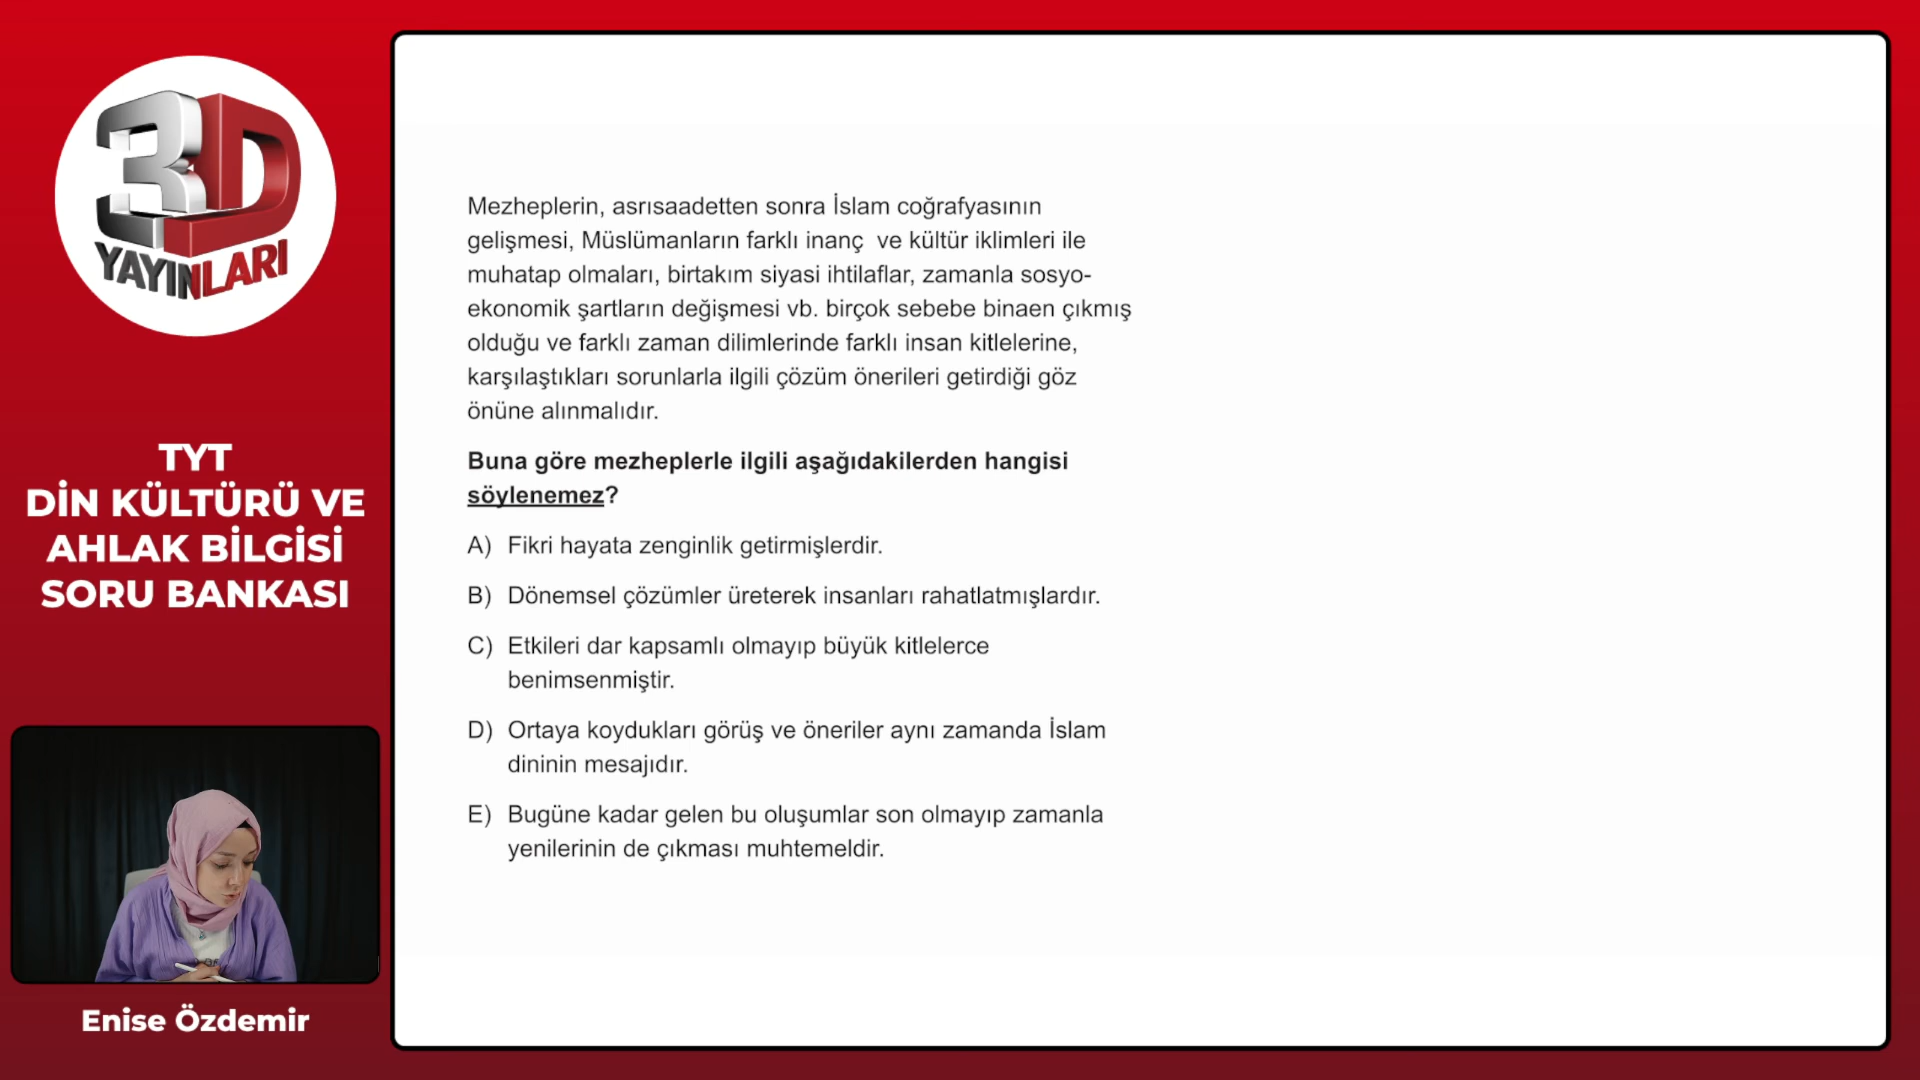 3D
YAYINLARI
TYT
DİN KÜLTÜRÜ VE
AHLAK BİLGİSİ
SORU BANKASI
Enise Özdemir
Mezheplerin, asrısaadetten sonra İslam coğrafyasının
gelişmesi, Müslümanların farklı inanç ve kültür iklimleri ile
muhatap olmaları, birtakım siyasi ihtilaflar, zamanla sosyo-
ekonomik şartların değişmesi vb. birçok sebebe binaen çıkmış
olduğu ve farklı zaman dilimlerinde farklı insan kitlelerine,
karşılaştıkları sorunlarla ilgili çözüm önerileri getirdiği göz
önüne alınmalıdır.
Buna göre mezheplerle ilgili aşağıdakilerden hangisi
söylenemez?
A) Fikri hayata zenginlik getirmişlerdir.
B) Dönemsel çözümler üreterek insanları rahatlatmışlardır.
C) Etkileri dar kapsamlı olmayıp büyük kitlelerce
benimsenmiştir.
D) Ortaya koydukları görüş ve öneriler aynı zamanda İslam
dininin mesajıdır.
E) Bugüne kadar gelen bu oluşumlar son olmayıp zamanla
yenilerinin de çıkması muhtemeldir.